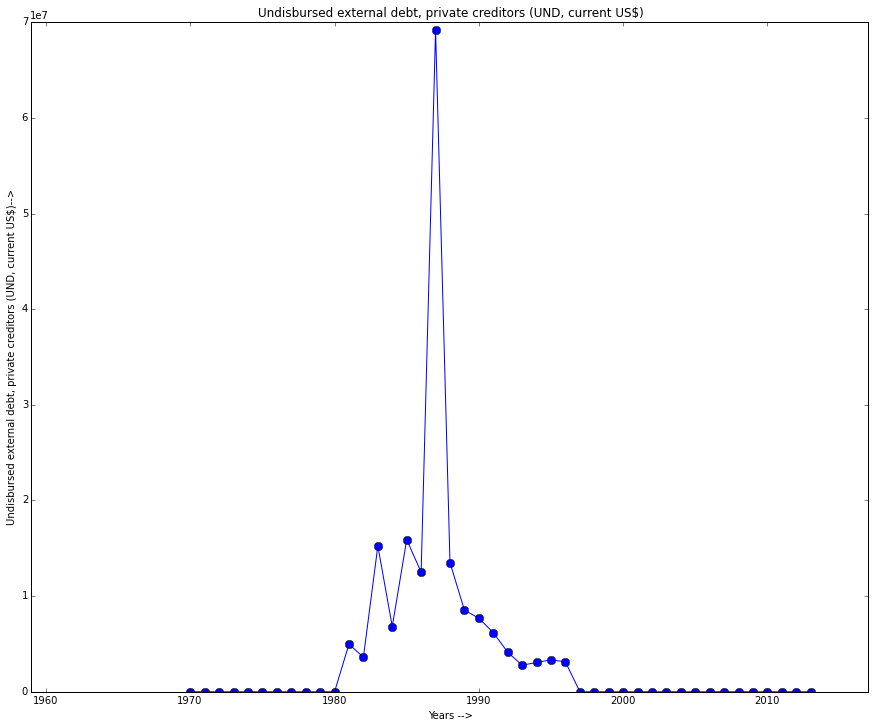 Undisbursed external debt, private creditors (UND, current US$)
1e7
7
6
5
4
3
2
1
0
Undisbursed external debt, private creditors (UND, current US$)-->
1960 1970 1980 1990 2000 2010
Years -->